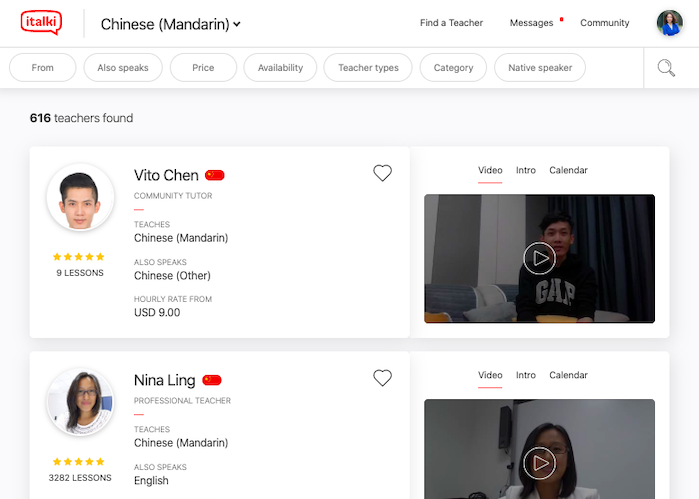 italki
Chinese (Mandarin)
Find a Teacher
Messages
Community
From
Also speaks
Price
Availability
Teacher types
Category
Native speaker
616 teachers found
Vito Chen
COMMUNITY TUTOR
TEACHES
Chinese (Mandarin)
ALSO SPEAKS
Chinese (Other)
HOURLY RATE FROM
USD 9.00
9 LESSONS
Video
Intro
Calendar
GAP
Nina Ling
PROFESSIONAL TEACHER
TEACHES
Chinese (Mandarin)
ALSO SPEAKS
English
3282 LESSONS
Video
Intro
Calendar